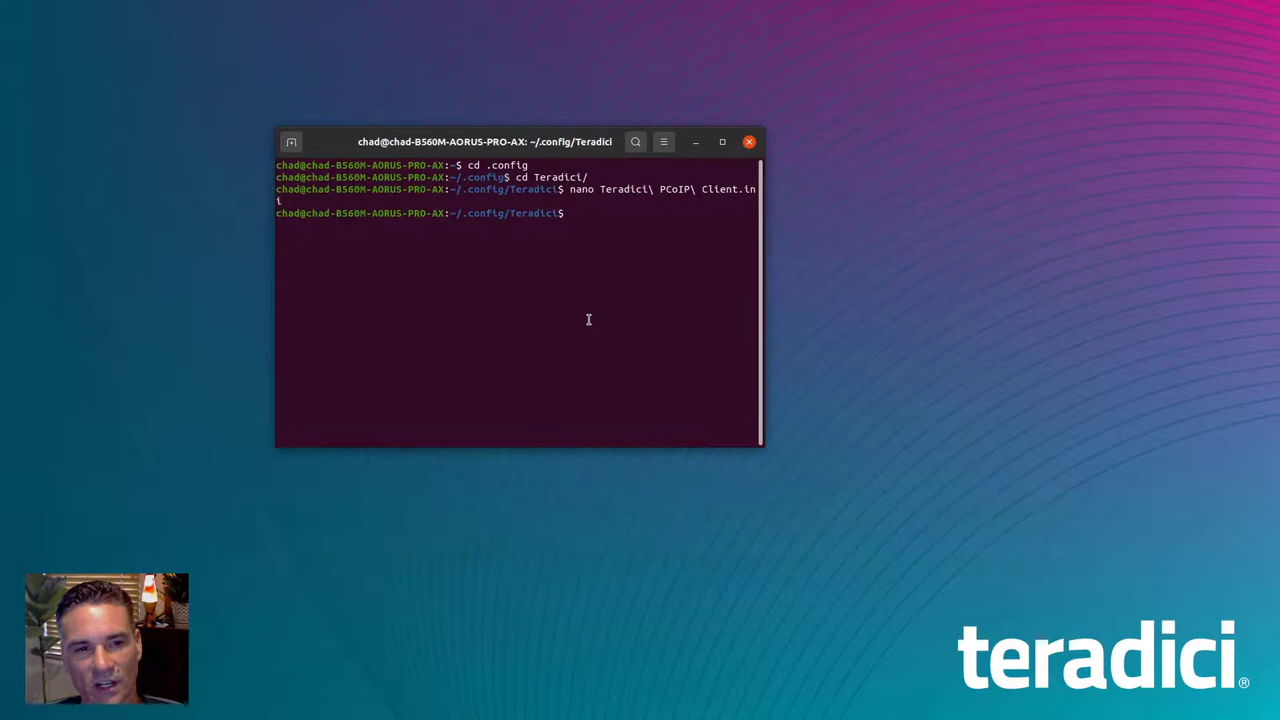 chad@chad-B560M-AORUS-PRO-AX: ~/.config/Teradici
chad@chad-B560M-AORUS-PRO-AX:~$ cd .config
chad@chad-B560M-AORUS-PRO-AX:~/.config$ cd Teradici/
chad@chad-B560M-AORUS-PRO-AX:~/.config/Teradici$ nano Teradici\ PCoIP\ Client.in
i
chad@chad-B560M-AORUS-PRO-AX:~/.config/Teradici$
teradici®